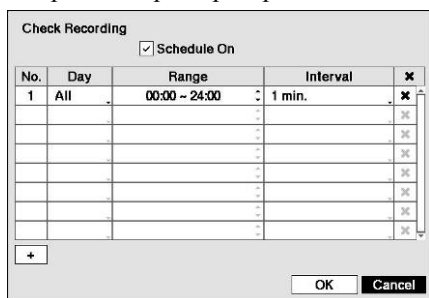 Check Recording
Schedule On
No. Day Range Interval ×
1 All 00:00 ~ 24:00 1 min. ×
+
OK Cancel